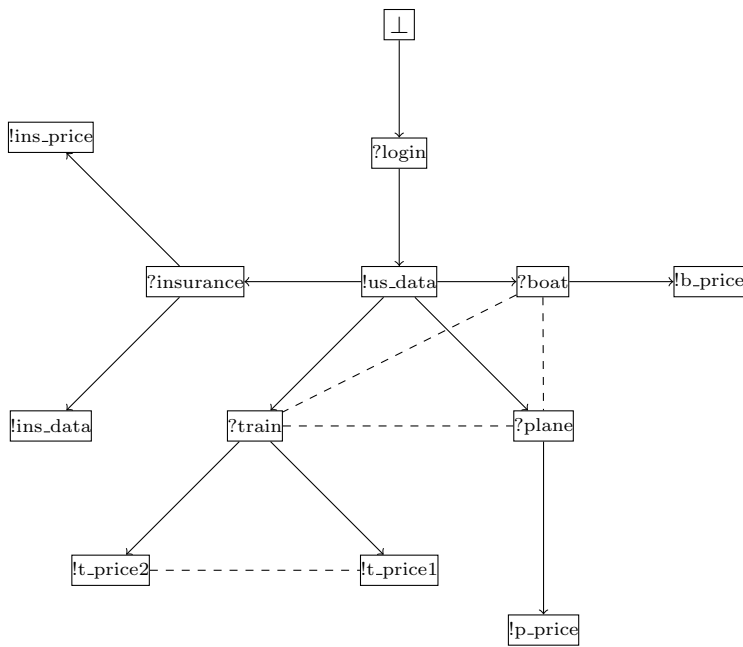 ⊥
!ins_price
?login
?insurance
!us_data
?boat
!b_price
!ins_data
?train
?plane
!t_price2
!t_price1
!p_price